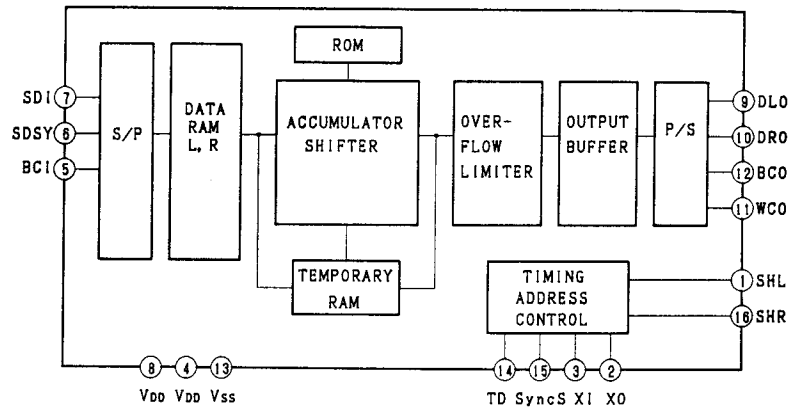 ROM
SDI 7
SDSY 6
BCI 5
S/P
DATA
RAM
L, R
ACCUMULATOR
SHIFTER
OVER-
FLOW
LIMITER
OUTPUT
BUFFER
P/S
9 DLO
10 DRO
12 BCO
11 WCO
TEMPORARY
RAM
TIMING
ADDRESS
CONTROL
1 SHL
16 SHR
8 4 13
VDD VDD VSS
14 15 3 2
TD SyncS XI XO